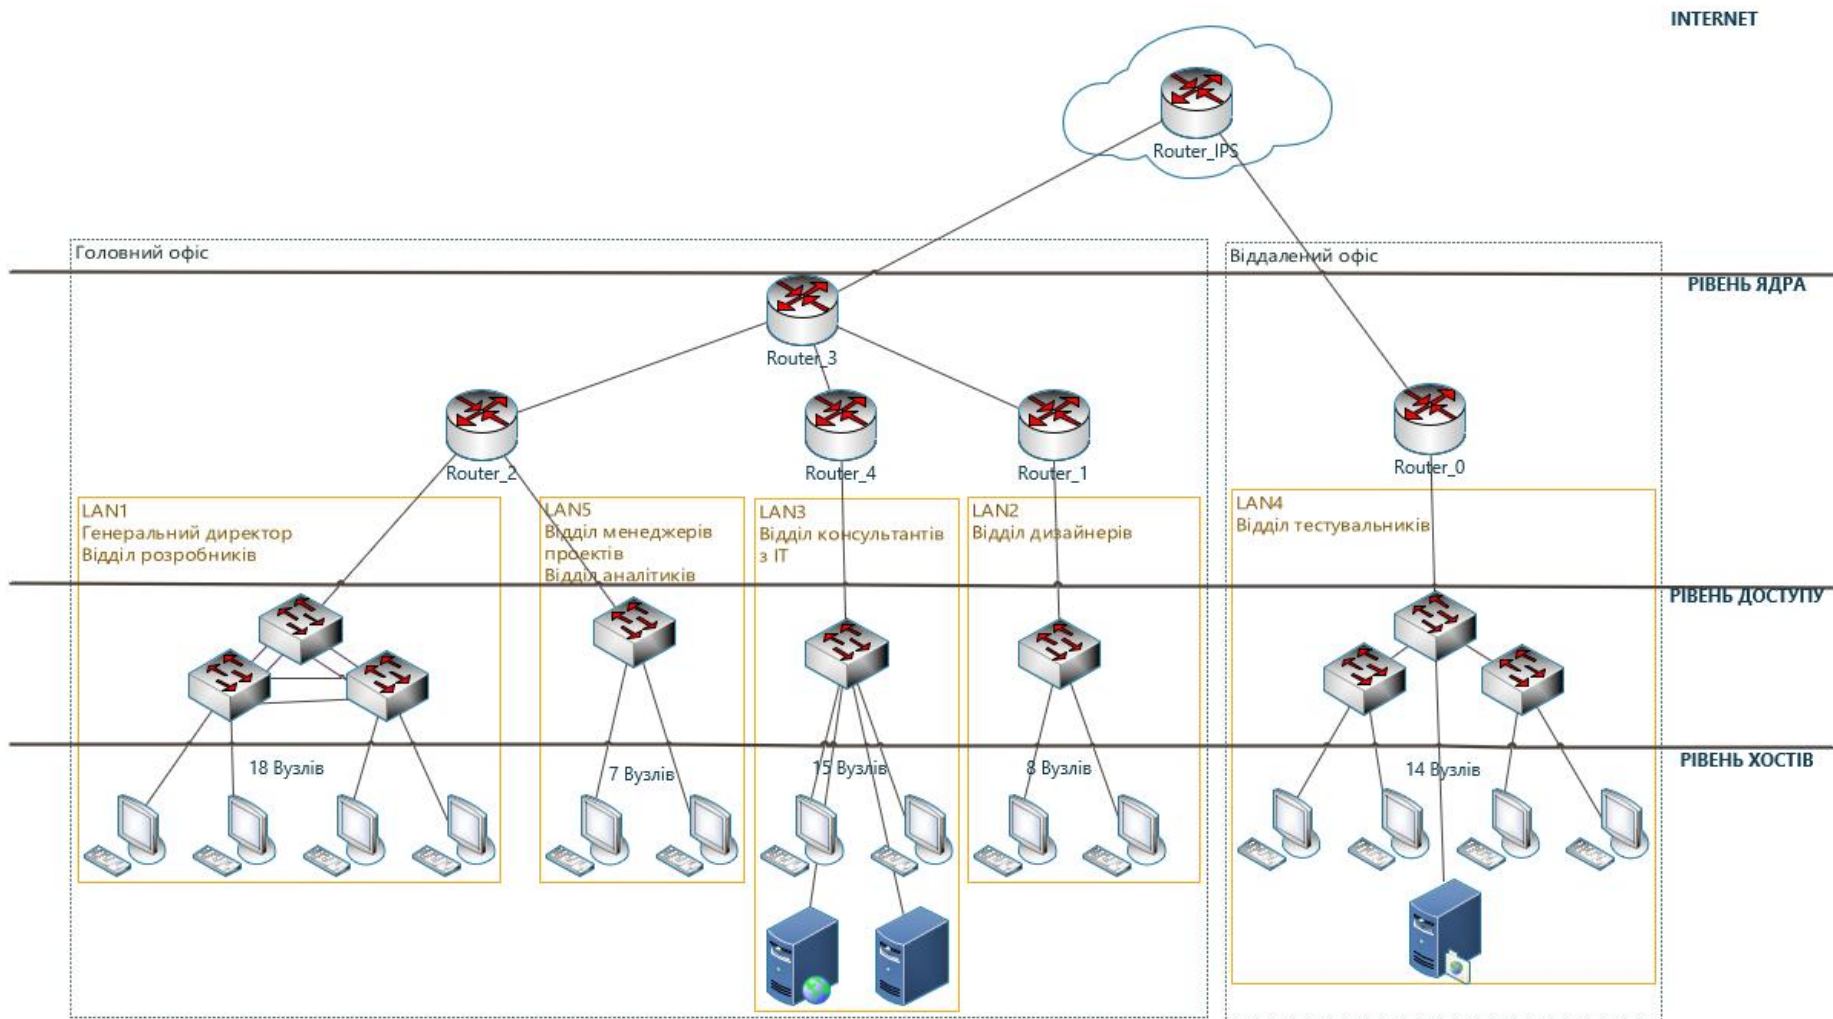 INTERNET
Router_IPS
Головний офіс
Віддалений офіс
РІВЕНЬ ЯДРА
Router_3
Router_2
Router_4
Router_1
Router_0
LAN1
Генеральний директор
Відділ розробників
LAN5
Відділ менеджерів
проектів
Відділ аналітиків
LAN3
Відділ консультантів
з ІТ
LAN2
Відділ дизайнерів
LAN4
Відділ тестувальників
РІВЕНЬ ДОСТУПУ
18 Вузлів
7 Вузлів
15 Вузлів
8 Вузлів
14 Вузлів
РІВЕНЬ ХОСТІВ